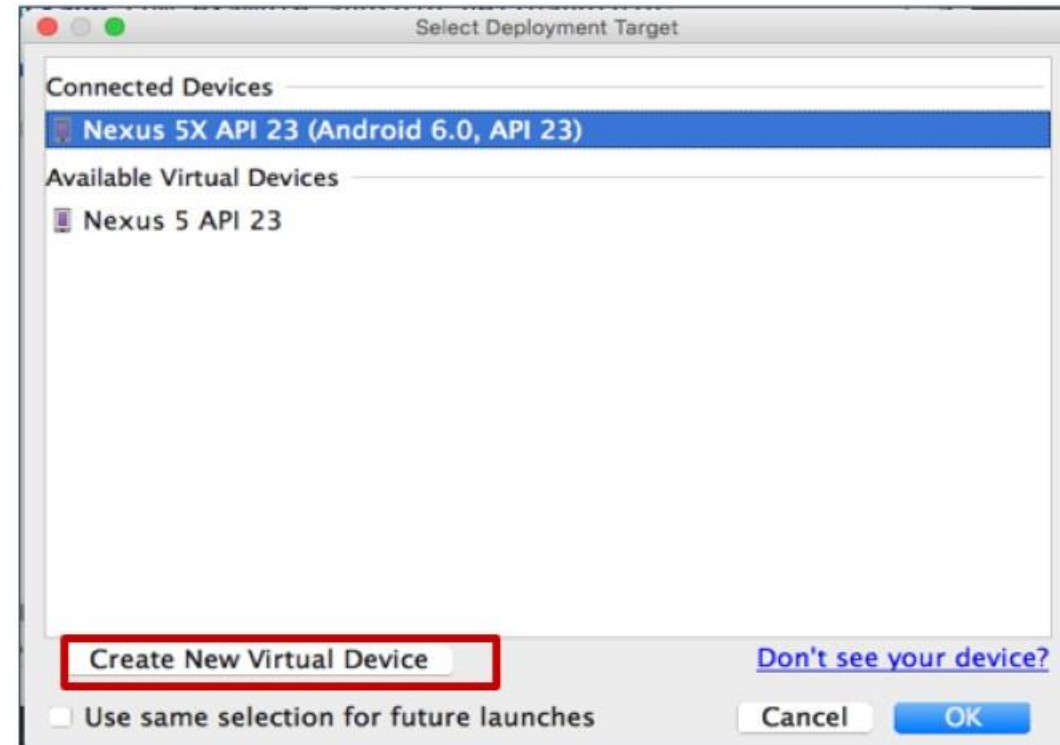 Select Deployment Target
Connected Devices
Nexus 5X API 23 (Android 6.0, API 23)
Available Virtual Devices
Nexus 5 API 23
Create New Virtual Device
Don't see your device?
Use same selection for future launches
Cancel
OK